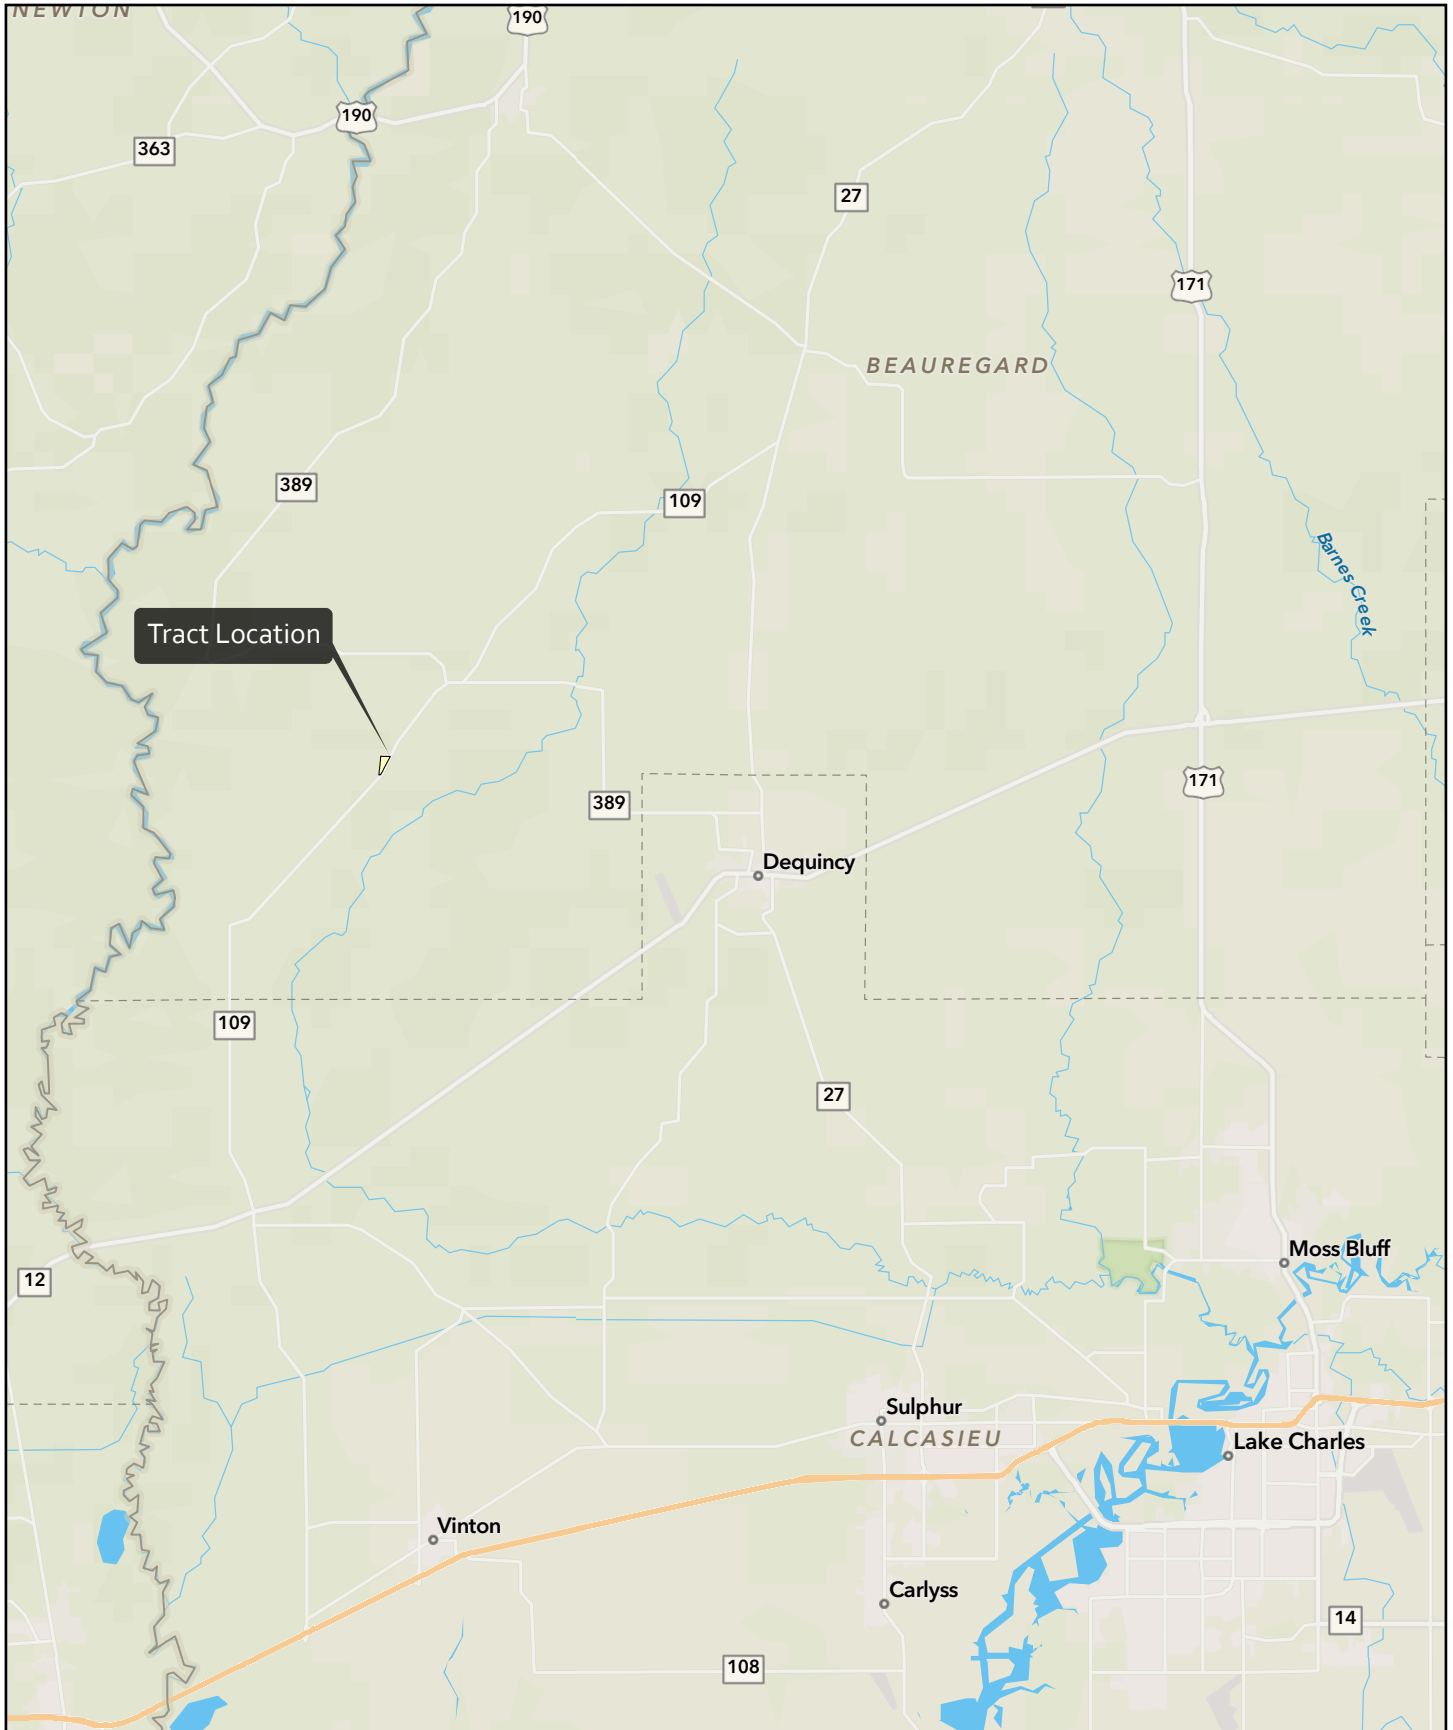 NEWTON
190
190
363
27
171
BEAUREGARD
389
109
Barnes Creek
Tract Location
171
389
Dequincy
109
27
Moss Bluff
12
Sulphur
CALCASIEU
Lake Charles
Vinton
Carlyss
14
108